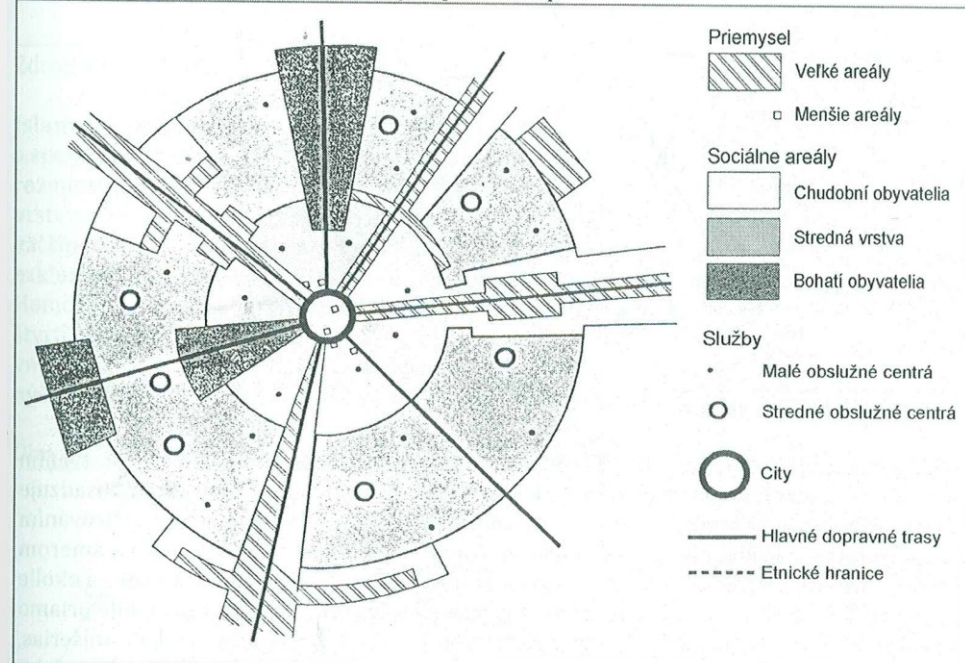 Priemysel
Veľké areály
Menšie areály
Sociálne areály
Chudobní obyvatelia
Stredná vrstva
Bohatí obyvatelia
Služby
Malé obslužné centrá
Stredné obslužné centrá
City
Hlavné dopravné trasy
Etnické hranice